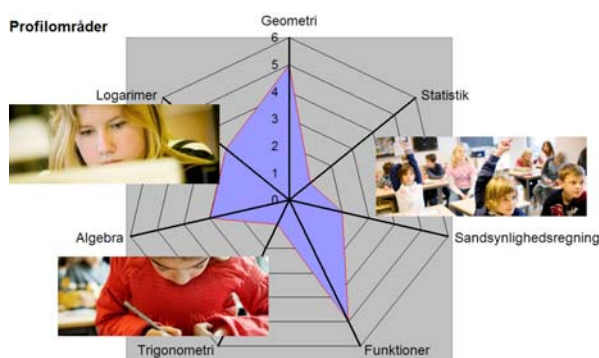 Profilområder
Geometri
6
5
4
3
2
1
0
Statistik
Sandsynlighedsregning
Funktioner
Trigonometri
Algebra
Logarimer